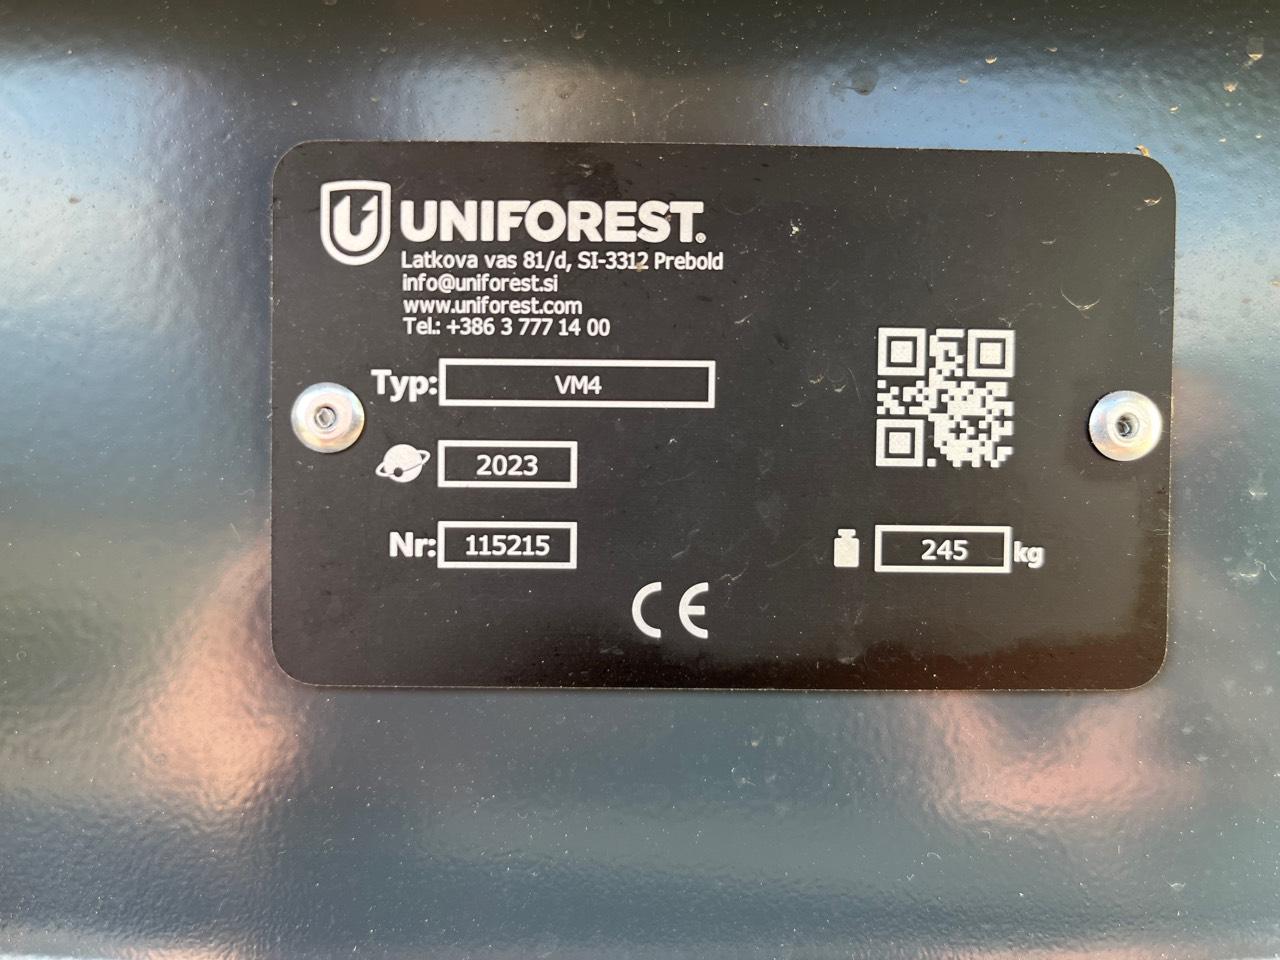 UNIFOREST®
Latkova vas 81/d, SI-3312 Prebold
info@uniforest.si
www.uniforest.com
Tel.: +386 3 777 14 00
Typ: VM4
2023
Nr: 115215
245 kg
CE